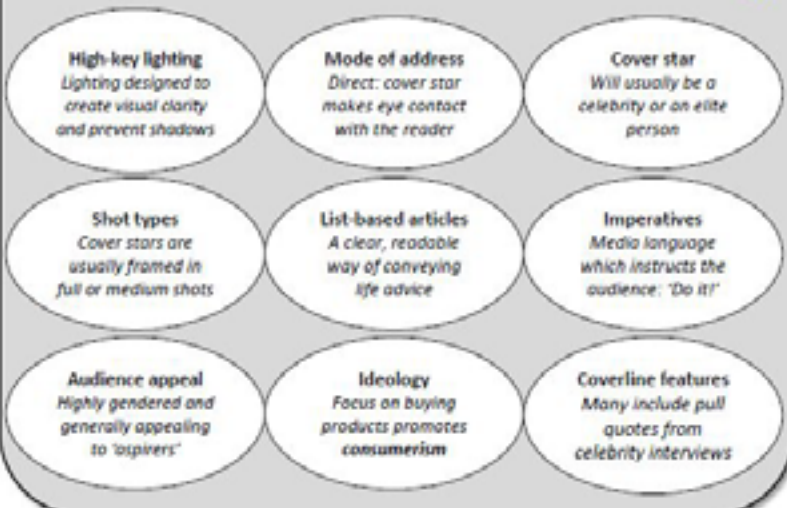 High-key lighting
Lighting designed to
create visual clarity
and prevent shadows
Mode of address
Direct: cover star
makes eye contact
with the reader
Cover star
Will usually be a
celebrity or an elite
person
Shot types
Cover stars are
usually framed in
full or medium shots
List-based articles
A clear, readable
way of conveying
life advice
Imperatives
Media language
which instructs the
audience: 'Do it!'
Audience appeal
Highly gendered and
generally appealing
to 'aspirers'
Ideology
Focus on buying
products promotes
consumerism
Coverline features
Many include pull
quotes from
celebrity interviews